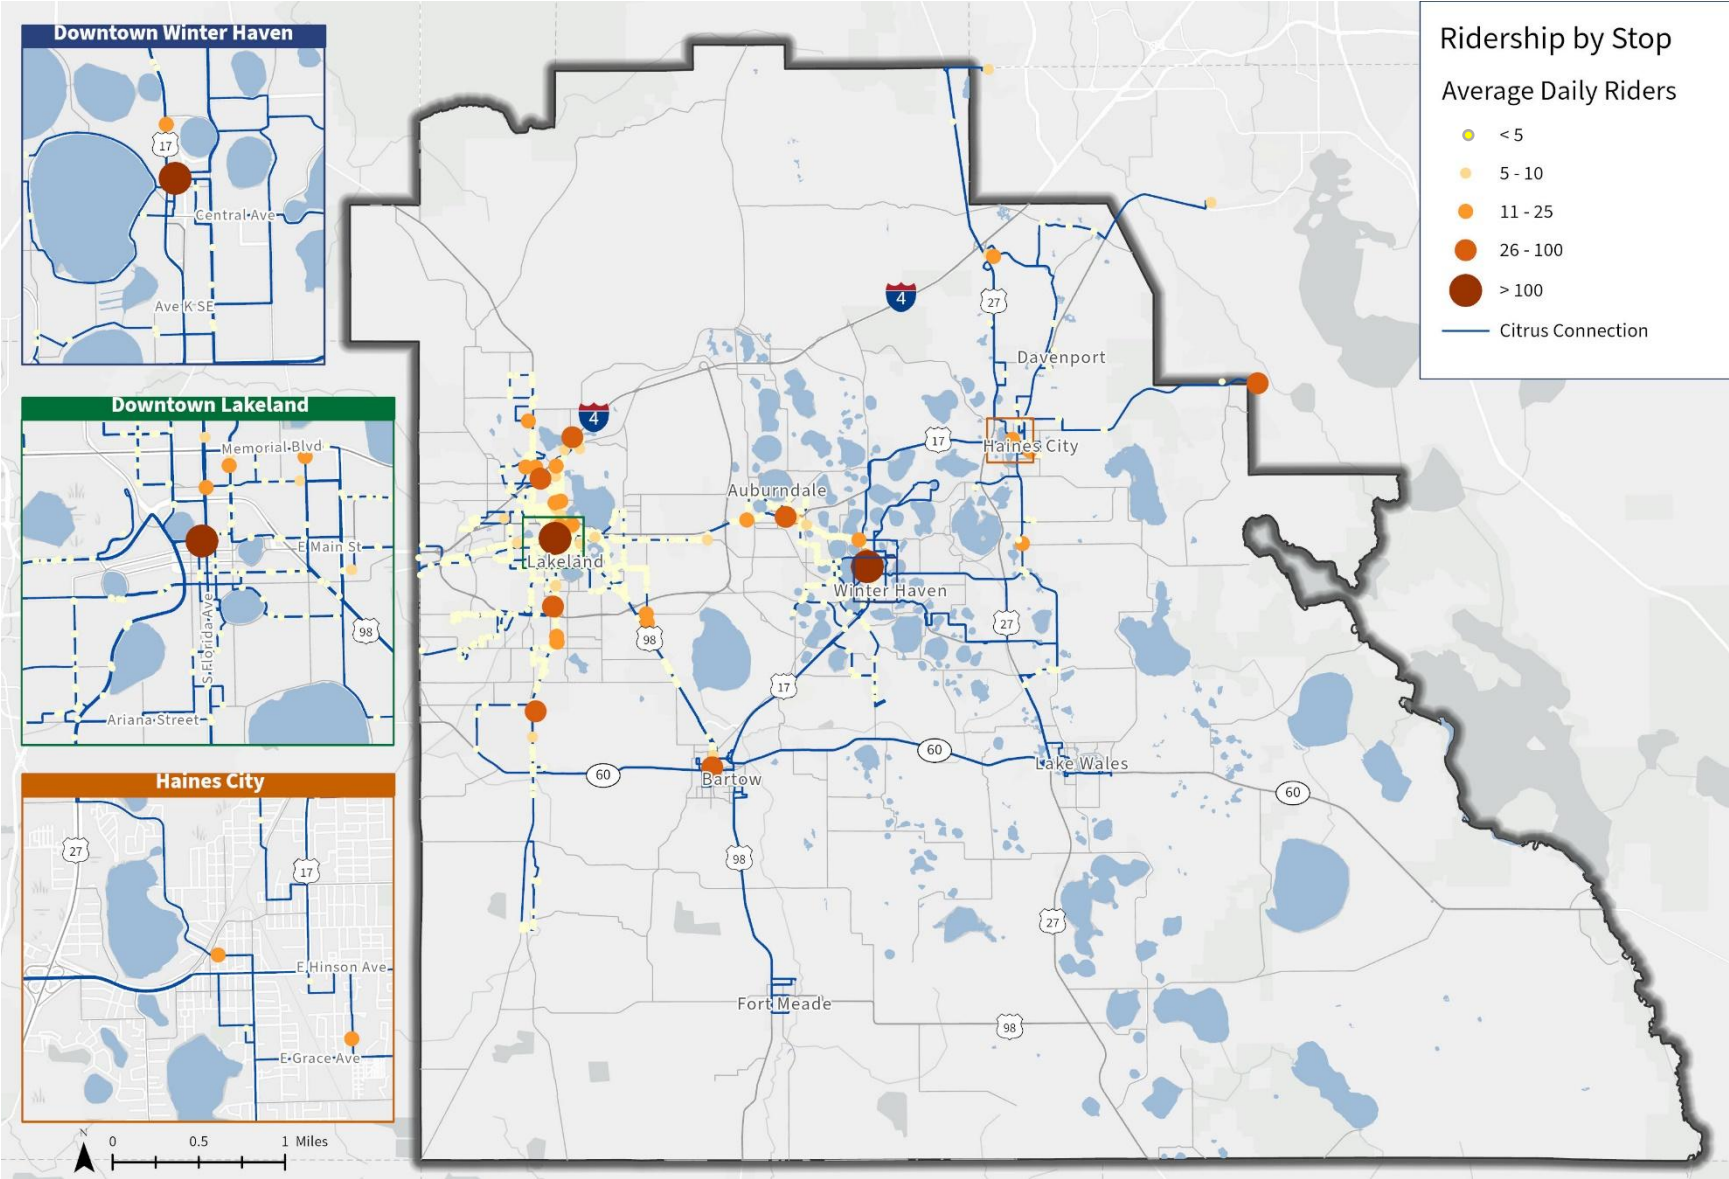 Downtown Winter Haven
17
Central Ave
Ave K SE
Downtown Lakeland
Memorial Blvd
E Main St
S Florida Ave
98
Ariana Street
Haines City
27
17
E Hinson Ave
E Grace Ave
N
0 0.5 1 Miles
Ridership by Stop
Average Daily Riders
< 5
5 - 10
11 - 25
26 - 100
> 100
Citrus Connection
4
27
Davenport
4
17
Haines City
Auburndale
Lakeland
Winter Haven
98
27
17
60
60
Bartow
Lake Wales
60
98
27
Fort Meade
98